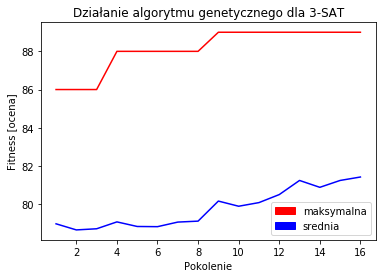 Działanie algorytmu genetycznego dla 3-SAT
Fitness [ocena]
88
86
84
82
80
maksymalna
srednia
2 4 6 8 10 12 14 16
Pokolenie